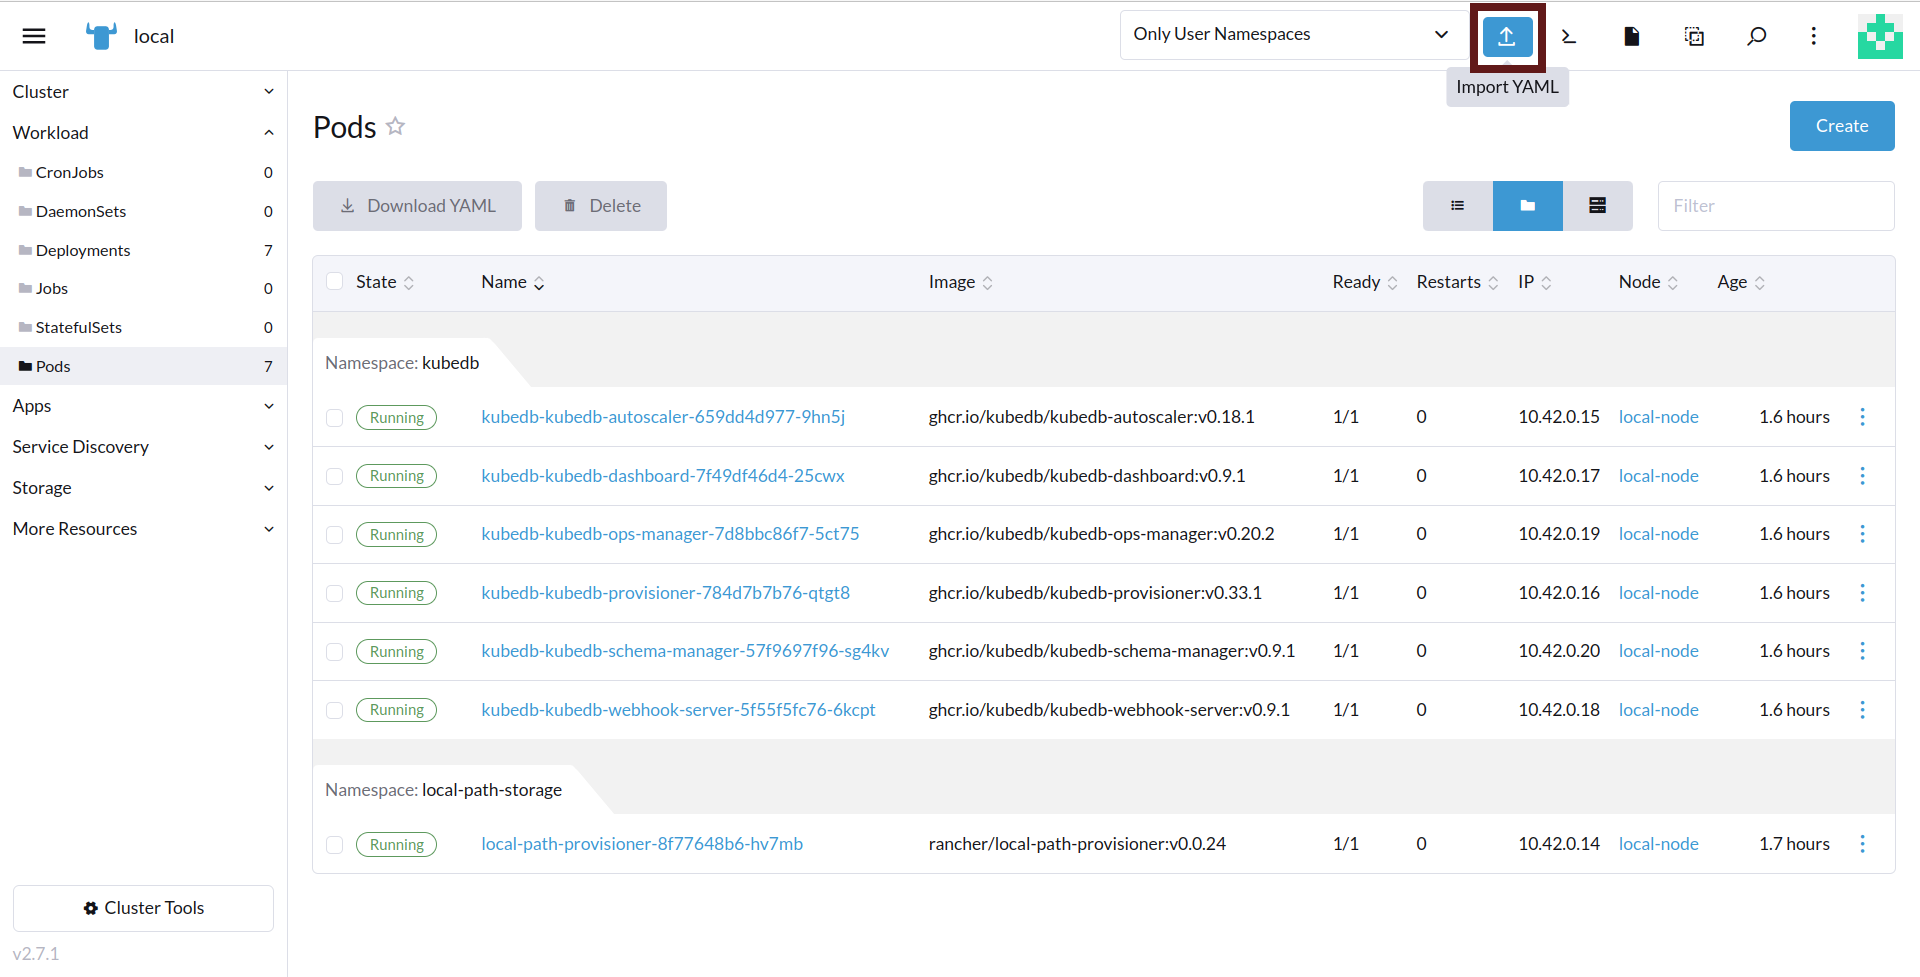 local
Only User Namespaces
Import YAML
Cluster
Workload
CronJobs 0
DaemonSets 0
Deployments 7
Jobs 0
StatefulSets 0
Pods 7
Apps
Service Discovery
Storage
More Resources
Cluster Tools
v2.7.1
Pods
Create
Download YAML
Delete
Filter
State Name Image Ready Restarts IP Node Age
Namespace: kubedb
Running kubedb-kubedb-autoscaler-659dd4d977-9hn5j ghcr.io/kubedb/kubedb-autoscaler:v0.18.1 1/1 0 10.42.0.15 local-node 1.6 hours
Running kubedb-kubedb-dashboard-7f49df46d4-25cwx ghcr.io/kubedb/kubedb-dashboard:v0.9.1 1/1 0 10.42.0.17 local-node 1.6 hours
Running kubedb-kubedb-ops-manager-7d8bbc86f7-5ct75 ghcr.io/kubedb/kubedb-ops-manager:v0.20.2 1/1 0 10.42.0.19 local-node 1.6 hours
Running kubedb-kubedb-provisioner-784d7b7b76-qtgt8 ghcr.io/kubedb/kubedb-provisioner:v0.33.1 1/1 0 10.42.0.16 local-node 1.6 hours
Running kubedb-kubedb-schema-manager-57f9697f96-sg4kv ghcr.io/kubedb/kubedb-schema-manager:v0.9.1 1/1 0 10.42.0.20 local-node 1.6 hours
Running kubedb-kubedb-webhook-server-5f55f5fc76-6kcpt ghcr.io/kubedb/kubedb-webhook-server:v0.9.1 1/1 0 10.42.0.18 local-node 1.6 hours
Namespace: local-path-storage
Running local-path-provisioner-8f77648b6-hv7mb rancher/local-path-provisioner:v0.0.24 1/1 0 10.42.0.14 local-node 1.7 hours